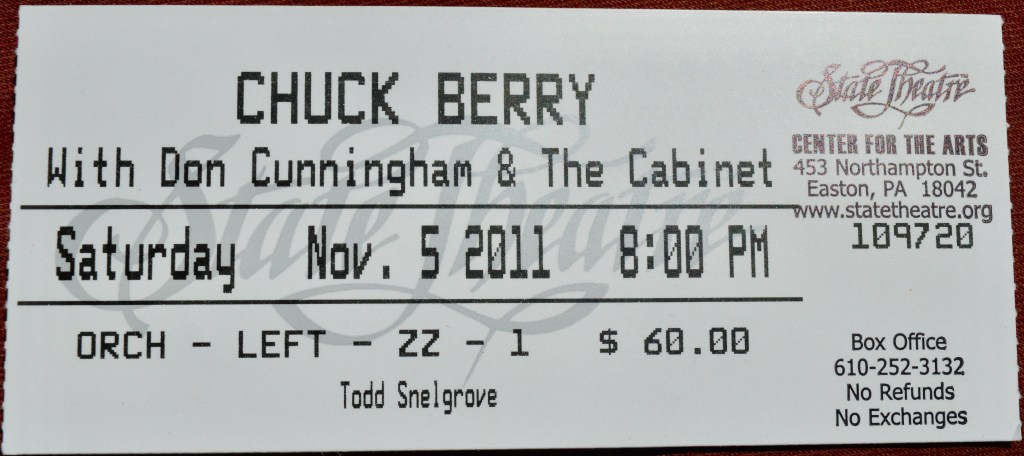 CHUCK BERRY
With Don Cunningham & The Cabinet
Saturday Nov. 5 2011 8:00 PM
ORCH - LEFT - ZZ - 1 $ 60.00
Todd Snelgrove
State Theatre
State Theatre
CENTER FOR THE ARTS
453 Northampton St.
Easton, PA 18042
www.statetheatre.org
109720
Box Office
610-252-3132
No Refunds
No Exchanges